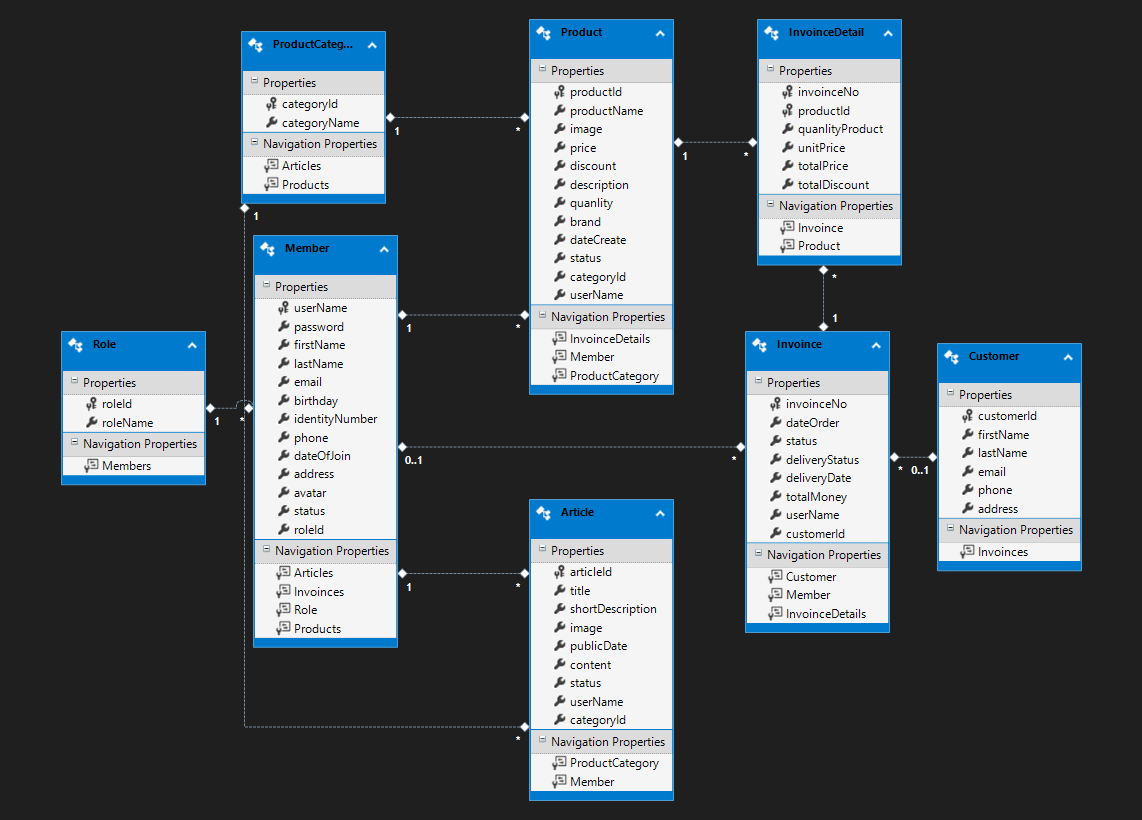 ProductCateg...
Properties
categoryId
categoryName
Navigation Properties
Articles
Products
Product
Properties
productId
productName
image
price
discount
description
quanlity
brand
dateCreate
status
categoryId
userName
Navigation Properties
InvoinceDetails
Member
ProductCategory
InvoinceDetail
Properties
invoinceNo
productId
quanlityProduct
unitPrice
totalPrice
totalDiscount
Navigation Properties
Invoince
Product
1
*
1
*
1
*
1
Member
Properties
userName
password
firstName
lastName
email
birthday
identityNumber
phone
dateOfJoin
address
avatar
status
roleId
Navigation Properties
Articles
Invoinces
Role
Products
1
*
Role
Properties
roleId
roleName
Navigation Properties
Members
1
*
Invoince
Properties
invoinceNo
dateOrder
status
deliveryStatus
deliveryDate
totalMoney
userName
customerId
Navigation Properties
Customer
Member
InvoinceDetails
Customer
Properties
customerId
firstName
lastName
email
phone
address
Navigation Properties
Invoinces
0..1
*
*
0..1
Article
Properties
articleId
title
shortDescription
image
publicDate
content
status
userName
categoryId
Navigation Properties
ProductCategory
Member
1
*
*